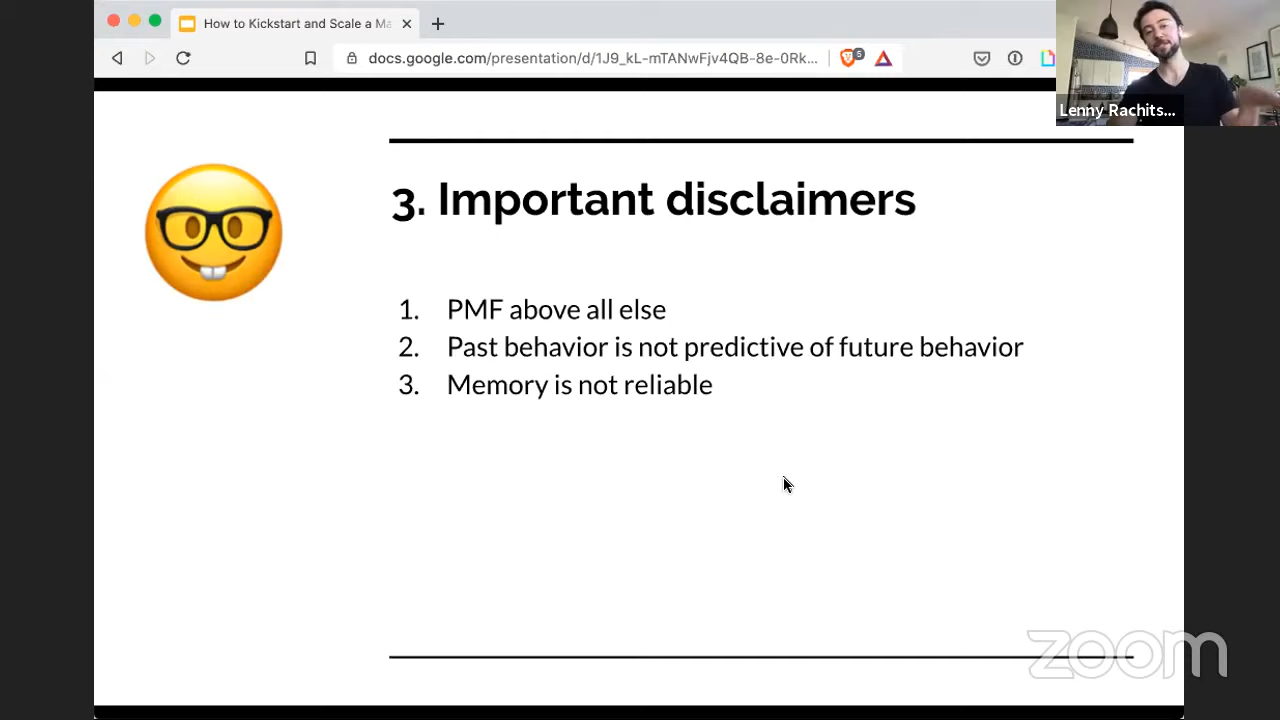 How to Kickstart and Scale a Ma
docs.google.com/presentation/d/1J9_kL-mTANwFjv4QB-8e-0Rk...
5
Lenny Rachits...
3. Important disclaimers
1. PMF above all else
2. Past behavior is not predictive of future behavior
3. Memory is not reliable
zoom